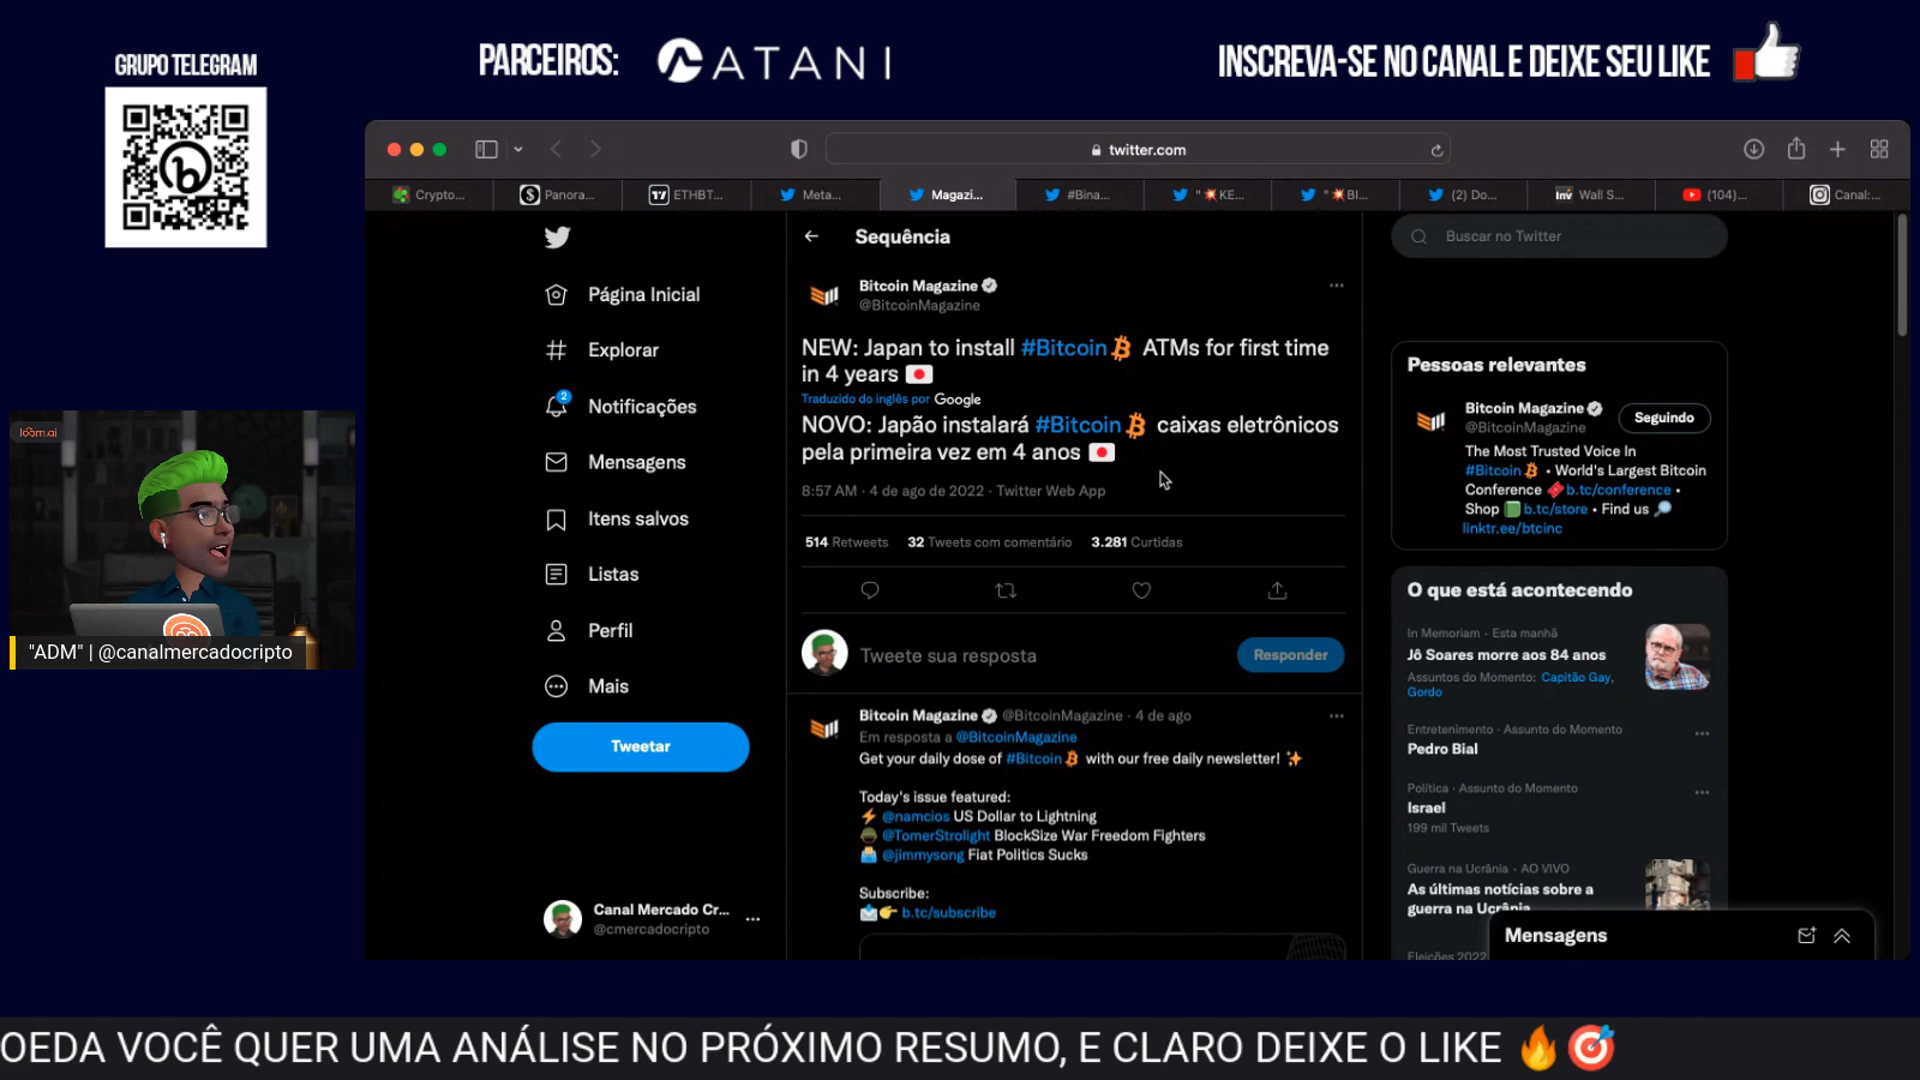 GRUPO TELEGRAM
PARCEIROS:
ATANI
INSCREVA-SE NO CANAL E DEIXE SEU LIKE
twitter.com
Crypto...
Panora...
ETHBT...
Meta...
Magazi...
#Bina...
"💥KE...
"💥BI...
(2) Do...
Inv Wall S...
(104)...
Canal:...
Sequência
Buscar no Twitter
Página Inicial
Explorar
2
Notificações
Mensagens
Itens salvos
Listas
Perfil
Mais
Tweetar
Canal Mercado Cr...
@cmercadocripto
Bitcoin Magazine
@BitcoinMagazine
NEW: Japan to install #Bitcoin ATMs for first time
in 4 years 🇯🇵
Traduzido do inglês por Google
NOVO: Japão instalará #Bitcoin caixas eletrônicos
pela primeira vez em 4 anos 🇯🇵
8:57 AM · 4 de ago de 2022 · Twitter Web App
514 Retweets 32 Tweets com comentário 3.281 Curtidas
Tweete sua resposta
Responder
Bitcoin Magazine @BitcoinMagazine · 4 de ago
Em resposta a @BitcoinMagazine
Get your daily dose of #Bitcoin with our free daily newsletter! ✨
Today's issue featured:
⚡ @namcios US Dollar to Lightning
🪖 @TomerStrolight BlockSize War Freedom Fighters
🗳️ @jimmysong Fiat Politics Sucks
Subscribe:
📩👉 b.tc/subscribe
Pessoas relevantes
Bitcoin Magazine
@BitcoinMagazine
Seguindo
The Most Trusted Voice In
#Bitcoin • World's Largest Bitcoin
Conference 🎟️b.tc/conference •
Shop 📗b.tc/store • Find us 🔎
linktr.ee/btcinc
O que está acontecendo
In Memoriam · Esta manhã
Jô Soares morre aos 84 anos
Assuntos do Momento: Capitão Gay,
Gordo
Entretenimento · Assunto do Momento
Pedro Bial
Política · Assunto do Momento
Israel
199 mil Tweets
Guerra na Ucrânia · AO VIVO
As últimas notícias sobre a
guerra na Ucrânia
Eleições 2022
Mensagens
loom.ai
"ADM" | @canalmercadocripto
OEDA VOCÊ QUER UMA ANÁLISE NO PRÓXIMO RESUMO, E CLARO DEIXE O LIKE 🔥🎯